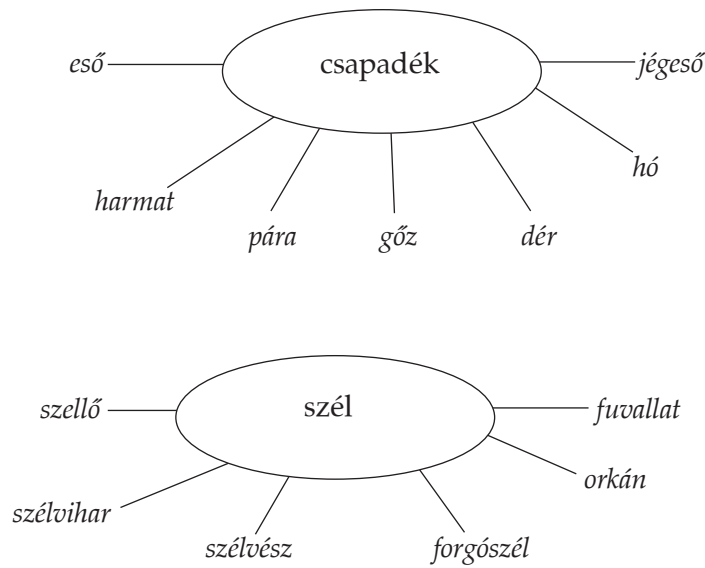 csapadék
eső
jégeső
hó
harmat
pára
gőz
dér
szél
szellő
fuvallat
orkán
szélvihar
szélvész
forgószél